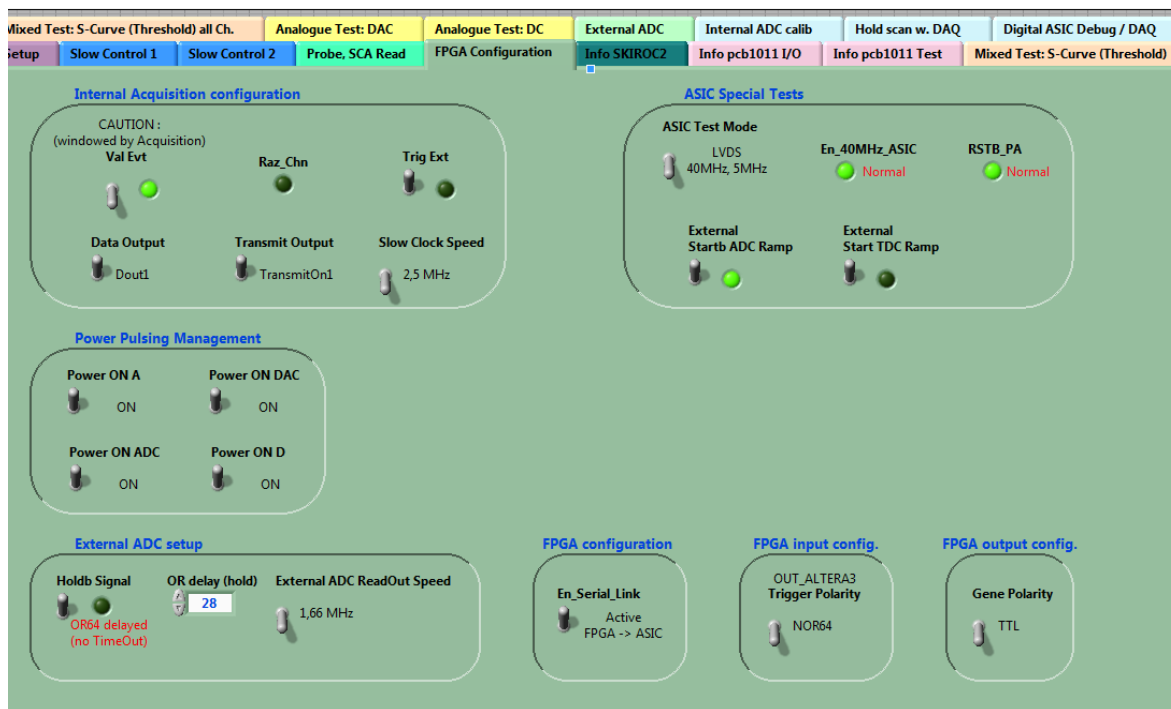 Mixed Test: S-Curve (Threshold) all Ch.
Analogue Test: DAC
Analogue Test: DC
External ADC
Internal ADC calib
Hold scan w. DAQ
Digital ASIC Debug / DAQ
Setup
Slow Control 1
Slow Control 2
Probe, SCA Read
FPGA Configuration
Info SKIROC2
Info pcb1011 I/O
Info pcb1011 Test
Mixed Test: S-Curve (Threshold)
Internal Acquisition configuration
CAUTION :
(windowed by Acquisition)
Val Evt
Raz_Chn
Trig Ext
Data Output
Dout1
Transmit Output
TransmitOn1
Slow Clock Speed
2,5 MHz
ASIC Special Tests
ASIC Test Mode
LVDS
40MHz, 5MHz
En_40MHz_ASIC
Normal
RSTB_PA
Normal
External
Startb ADC Ramp
External
Start TDC Ramp
Power Pulsing Management
Power ON A
ON
Power ON DAC
ON
Power ON ADC
ON
Power ON D
ON
External ADC setup
Holdb Signal
OR64 delayed
(no TimeOut)
OR delay (hold)
28
External ADC ReadOut Speed
1,66 MHz
FPGA configuration
En_Serial_Link
Active
FPGA -> ASIC
FPGA input config.
OUT_ALTERA3
Trigger Polarity
NOR64
FPGA output config.
Gene Polarity
TTL